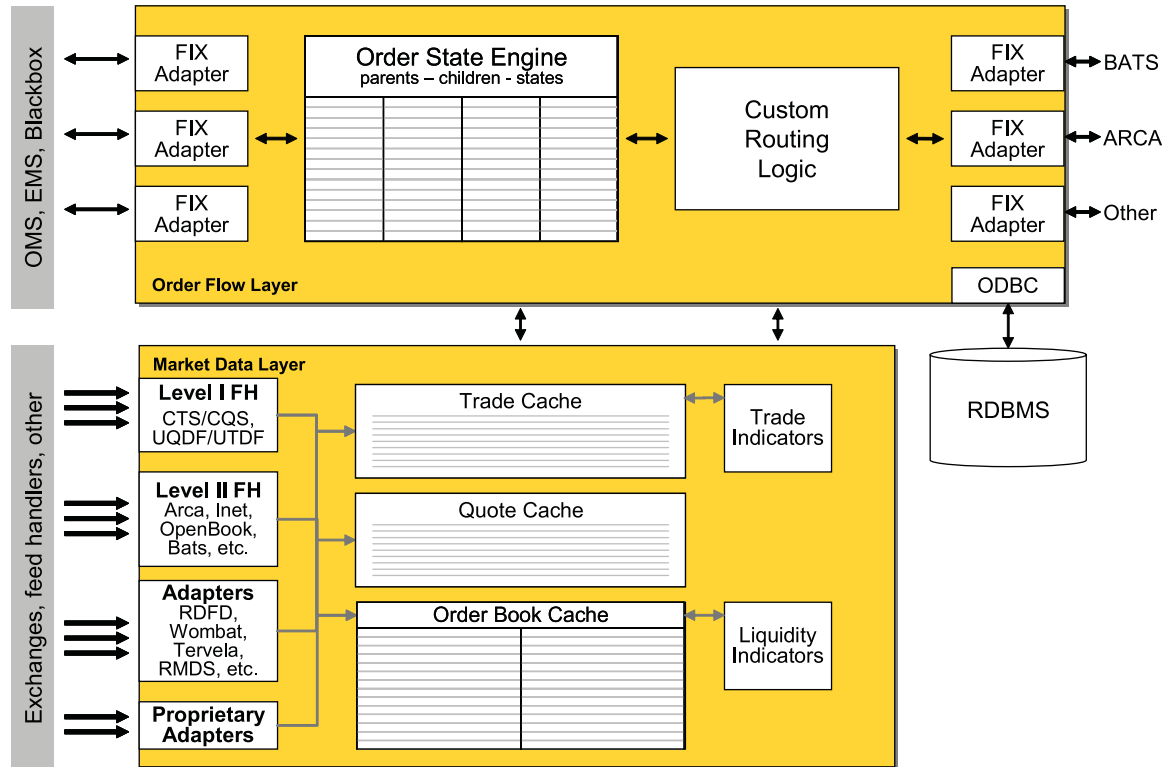 OMS, EMS, Blackbox
FIX
Adapter
FIX
Adapter
FIX
Adapter
Order State Engine
parents – children - states
Custom
Routing
Logic
FIX
Adapter
FIX
Adapter
FIX
Adapter
BATS
ARCA
Other
Order Flow Layer
ODBC
RDBMS
Exchanges, feed handlers, other
Market Data Layer
Level I FH
CTS/CQS,
UQDF/UTDF
Level II FH
Arca, Inet,
OpenBook,
Bats, etc.
Adapters
RDFD,
Wombat,
Tervela,
RMDS, etc.
Proprietary
Adapters
Trade Cache
Quote Cache
Order Book Cache
Trade
Indicators
Liquidity
Indicators